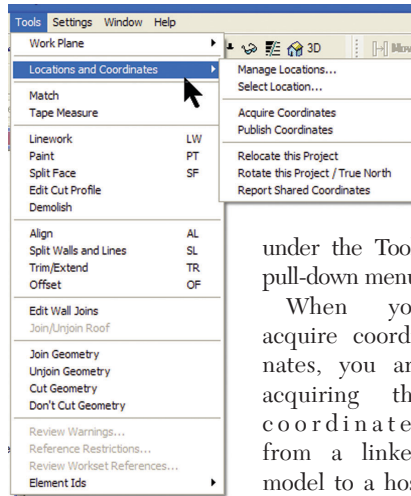 Tools Settings Window Help
3D
Work Plane
Locations and Coordinates
Manage Locations...
Select Location...
Acquire Coordinates
Publish Coordinates
Relocate this Project
Rotate this Project / True North
Report Shared Coordinates
Match
Tape Measure
Linework LW
Paint PT
Split Face SF
Edit Cut Profile
Demolish
Align AL
Split Walls and Lines SL
Trim/Extend TR
Offset OF
Edit Wall Joins
Join/Unjoin Roof
Join Geometry
Unjoin Geometry
Cut Geometry
Don't Cut Geometry
Review Warnings...
Reference Restrictions...
Review Workset References...
Element Ids
under the Too
pull-down menu
When yo
acquire coord
nates, you ar
acquiring th
coordinate
from a linke
model to a hos